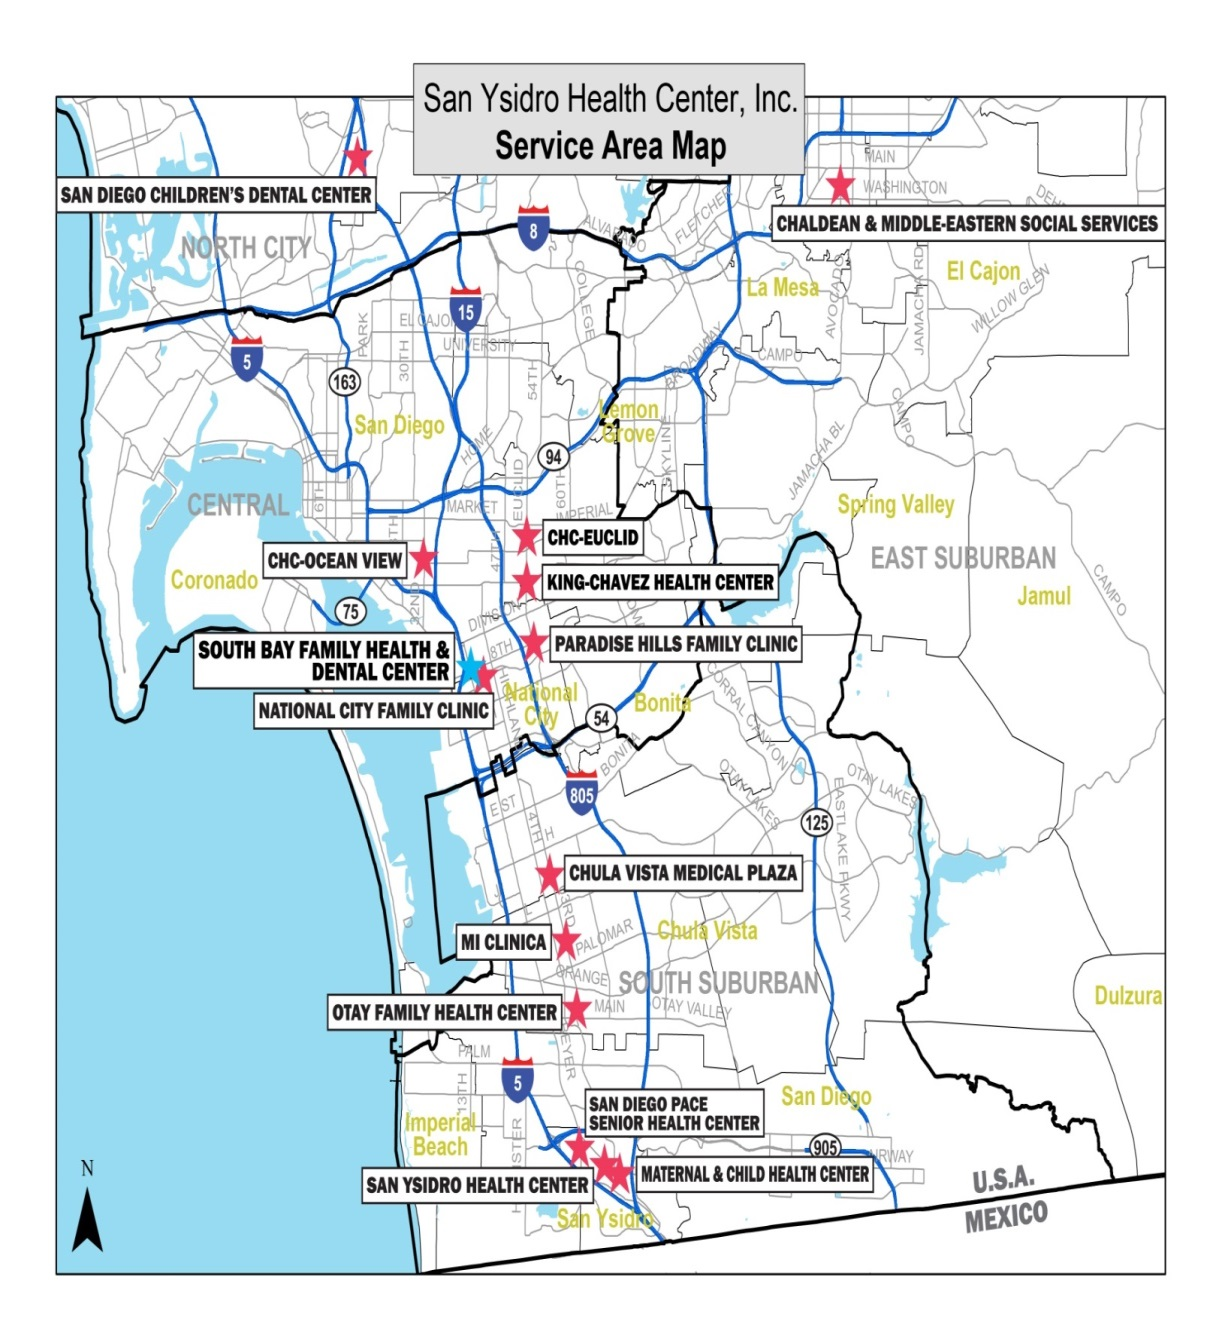 San Ysidro Health Center, Inc.
Service Area Map
MAIN
WASHINGTON
SAN DIEGO CHILDREN'S DENTAL CENTER
CHALDEAN & MIDDLE-EASTERN SOCIAL SERVICES
FLETCHER
8
NORTH CITY
La Mesa
El Cajon
COLLEGE
AVOCADO
JAMACHA RD
WILLOW GLEN
15
EL CAJON
PARK
30TH
UNIVERSITY
5
BROADWAY
CAMPO
163
54TH
San Diego
Lemon
Grove
CAMPO
HOME
94
SKYLINE
JAMACHA BL
EUCLID
60TH
6TH
CENTRAL
MARKET
IMPERIAL
Spring Valley
CHC-EUCLID
47TH
EAST SUBURBAN
CHC-OCEAN VIEW
Coronado
KING-CHAVEZ HEALTH CENTER
Jamul
CAMPO
75
32ND
DIVISION
8TH
PARADISE HILLS FAMILY CLINIC
SOUTH BAY FAMILY HEALTH &
DENTAL CENTER
NATIONAL CITY FAMILY CLINIC
National
City
Bonita
54
CORRAL CANYON
BONITA
OTAY LAKES
OTAY LAKES
805
E ST
4TH
H
125
EASTLAKE PKWY
CHULA VISTA MEDICAL PLAZA
J
L
3RD
MI CLINICA
PALOMAR
Chula Vista
ORANGE
SOUTH SUBURBAN
OTAY FAMILY HEALTH CENTER
MAIN
OTAY VALLEY
Dulzura
PALM
13TH
5
San Diego
SAN DIEGO PACE
SENIOR HEALTH CENTER
Imperial
Beach
905
SAN YSIDRO HEALTH CENTER
MATERNAL & CHILD HEALTH CENTER
San Ysidro
N
U.S.A.
MEXICO